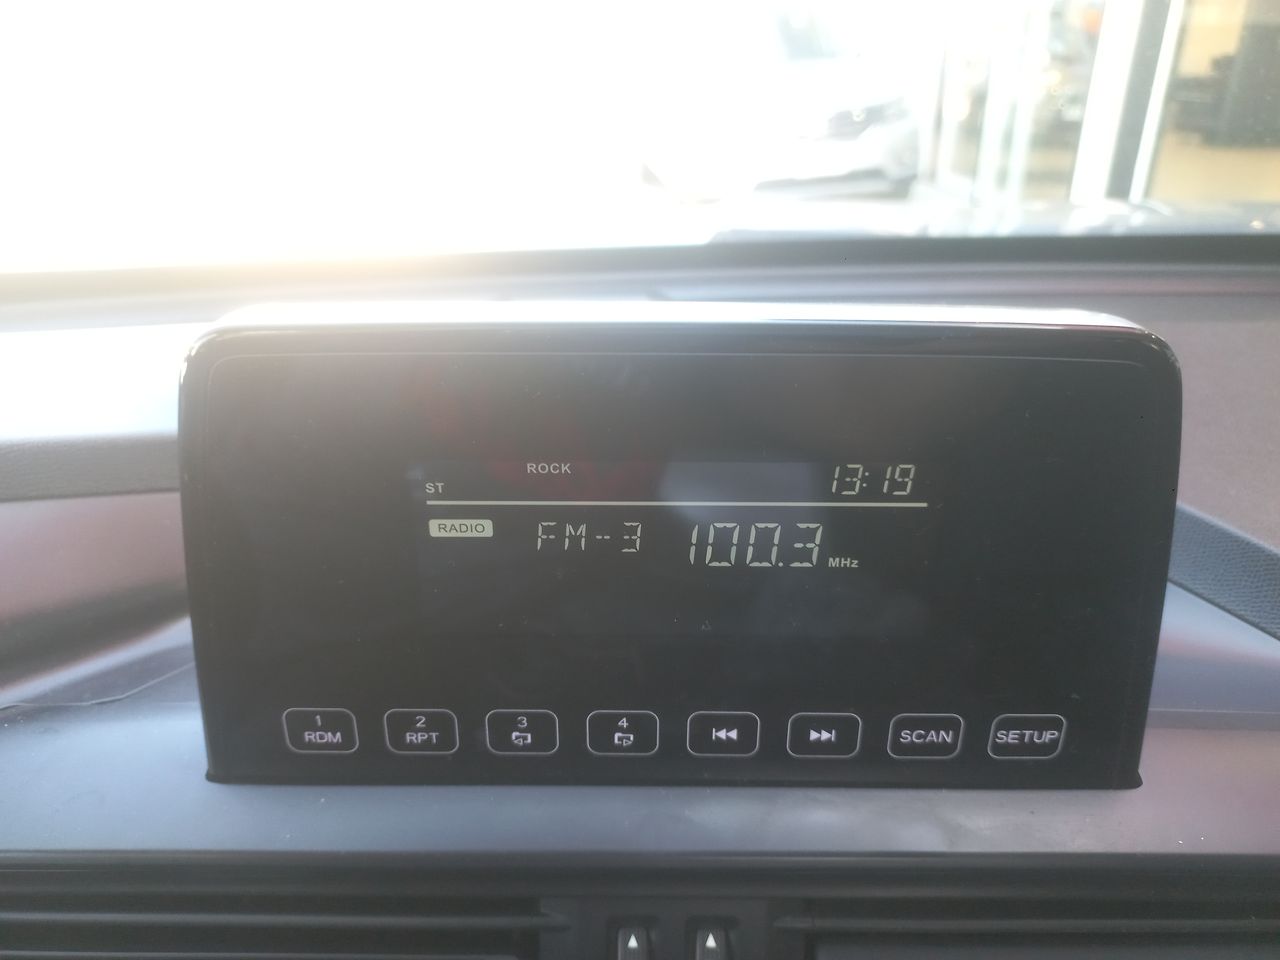 ROCK 13:19
ST
RADIO FM-3 100.3 MHz
1 2 3 4
RDM RPT SCAN SETUP